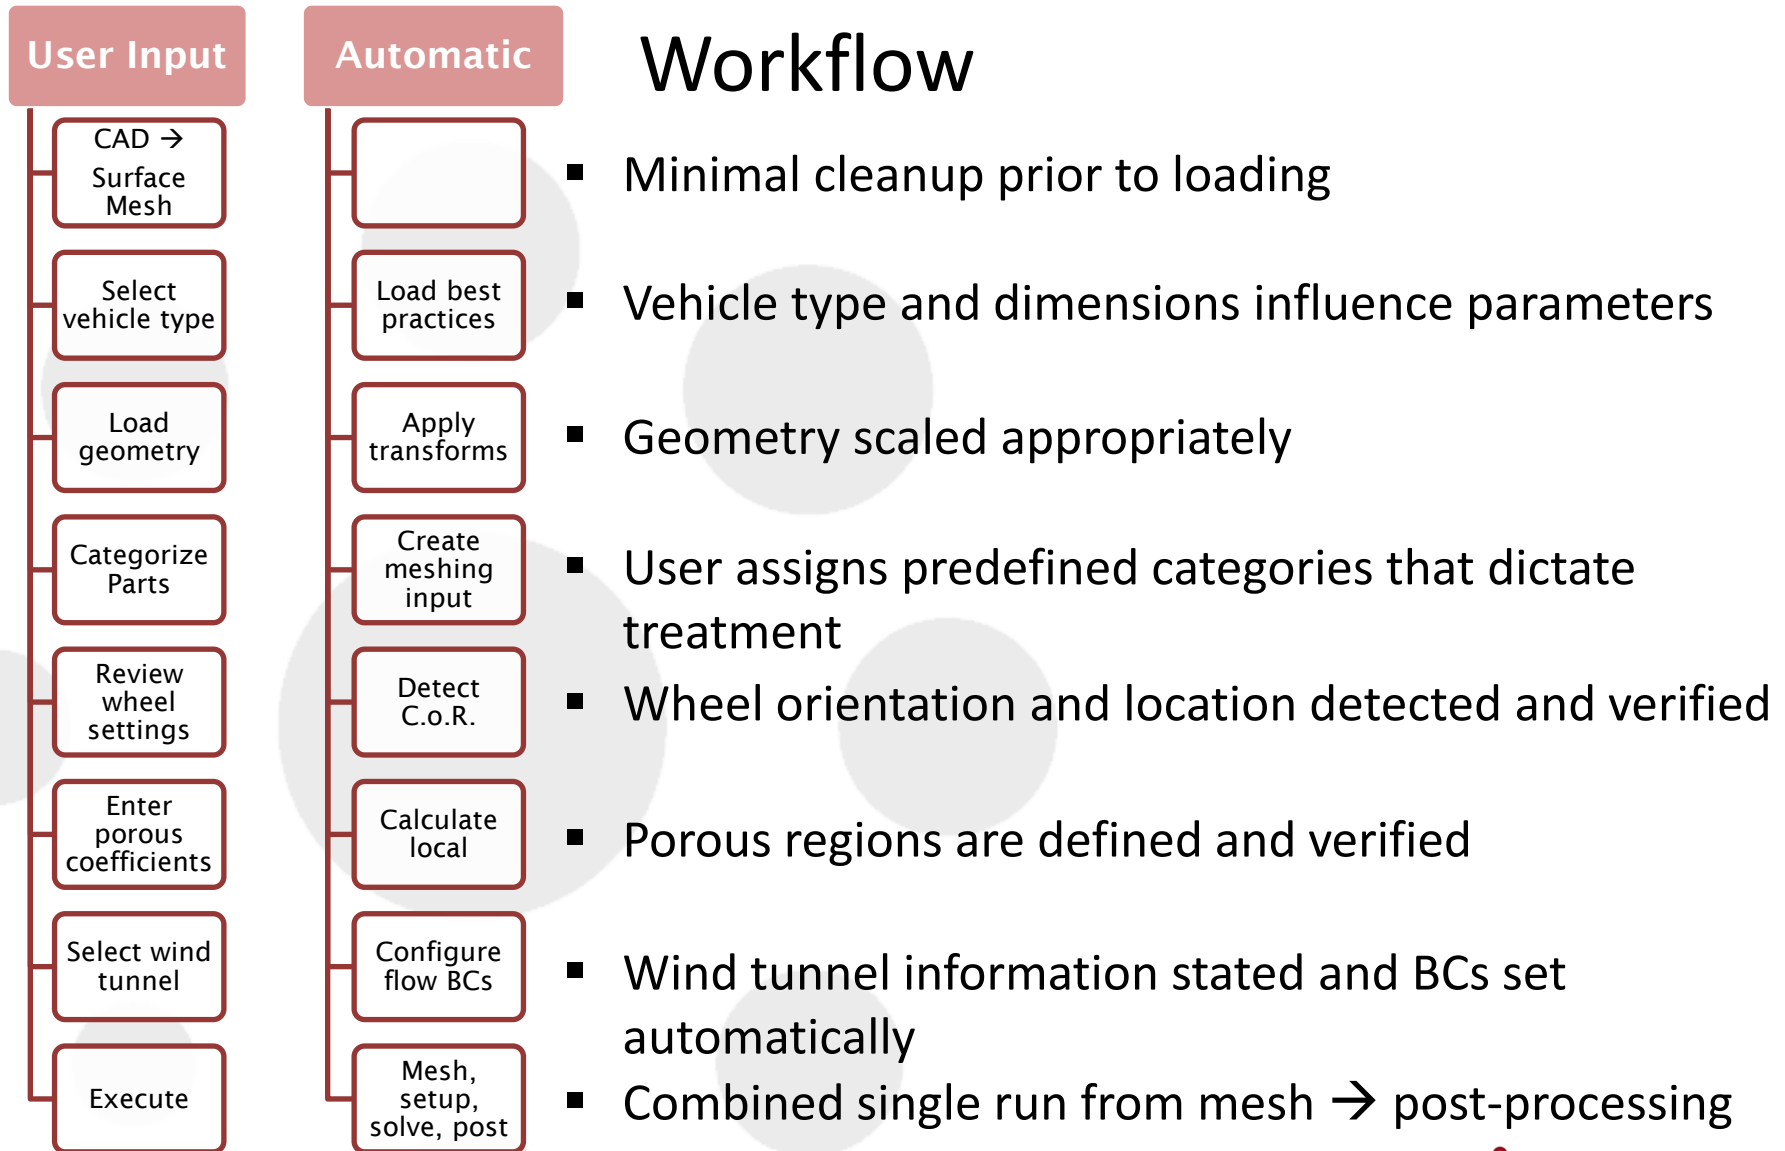 User Input
Automatic
Workflow
CAD →
Surface
Mesh
▪ Minimal cleanup prior to loading
Select
vehicle type
Load best
practices
▪ Vehicle type and dimensions influence parameters
Load
geometry
Apply
transforms
▪ Geometry scaled appropriately
Categorize
Parts
Create
meshing
input
▪ User assigns predefined categories that dictate
treatment
Review
wheel
settings
Detect
C.o.R.
▪ Wheel orientation and location detected and verified
Enter
porous
coefficients
Calculate
local
▪ Porous regions are defined and verified
Select wind
tunnel
Configure
flow BCs
▪ Wind tunnel information stated and BCs set
automatically
Execute
Mesh,
setup,
solve, post
▪ Combined single run from mesh → post-processing